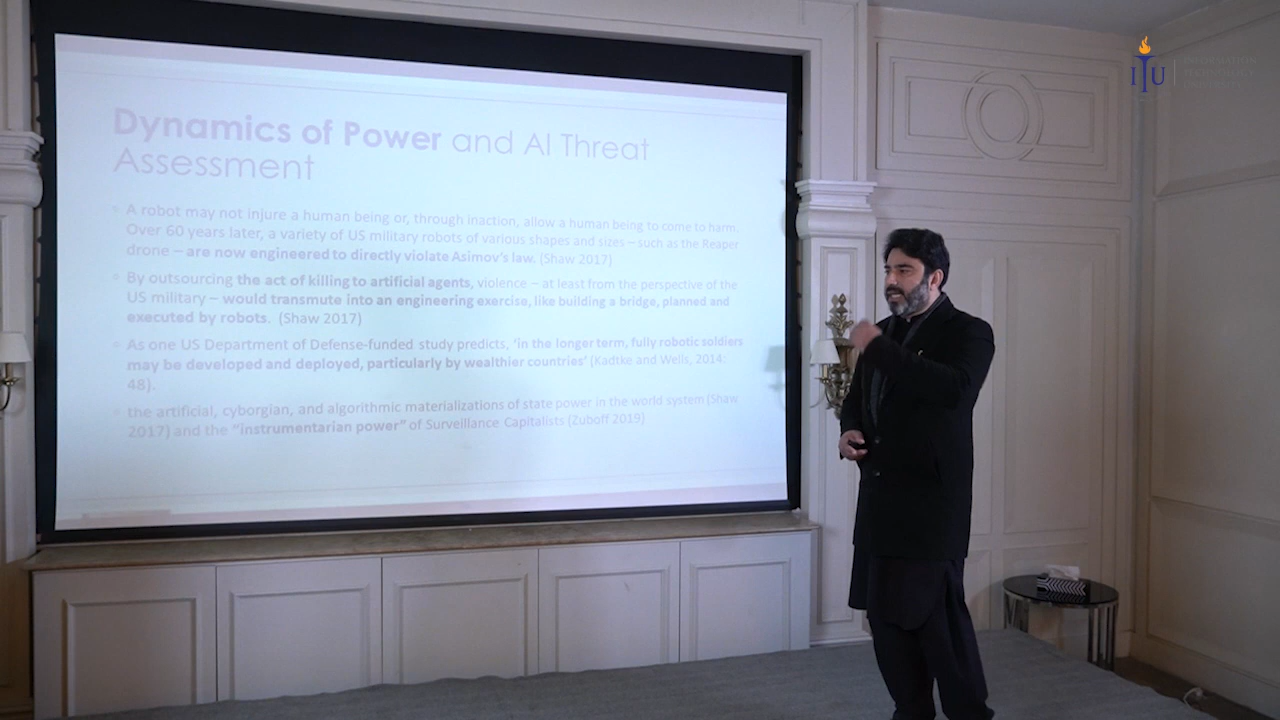 Dynamics of Power and AI Threat
Assessment
A robot may not injure a human being or, through inaction, allow a human being to come to harm.
Over 60 years later, a variety of US military robots of various shapes and sizes – such as the Reaper
drone – are now engineered to directly violate Asimov's law. (Shaw 2017)
By outsourcing the act of killing to artificial agents, violence – at least from the perspective of the
US military – would transmute into an engineering exercise, like building a bridge, planned and
executed by robots. (Shaw 2017)
As one US Department of Defense-funded study predicts, 'in the longer term, fully robotic soldiers
may be developed and deployed, particularly by wealthier countries' (Kadtke and Wells, 2014:
48).
the artificial, cyborgian, and algorithmic materializations of state power in the world system (Shaw
2017) and the "instrumentarian power" of Surveillance Capitalists (Zuboff 2019)
ITU
INFORMATION
TECHNOLOGY
UNIVERSITY